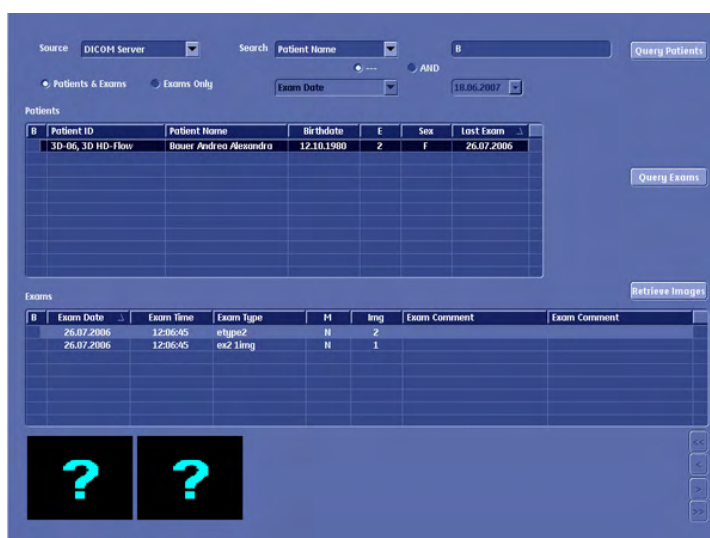 Source DICOM Server Search Patient Name B Query Patients
--- AND
Patients & Exams Exams Only Exam Date 18.06.2007
Patients
B Patient ID Patient Name Birthdate E Sex Last Exam
3D-06, 3D HD-Flow Bauer Andrea Alexandra 12.10.1980 2 F 26.07.2006
Query Exams
Retrieve Images
Exams
B Exam Date Exam Time Exam Type M Img Exam Comment Exam Comment
26.07.2006 12:06:45 etype2 N 2
26.07.2006 12:06:45 ex2 1img N 1
? ?
<<
<
>
>>